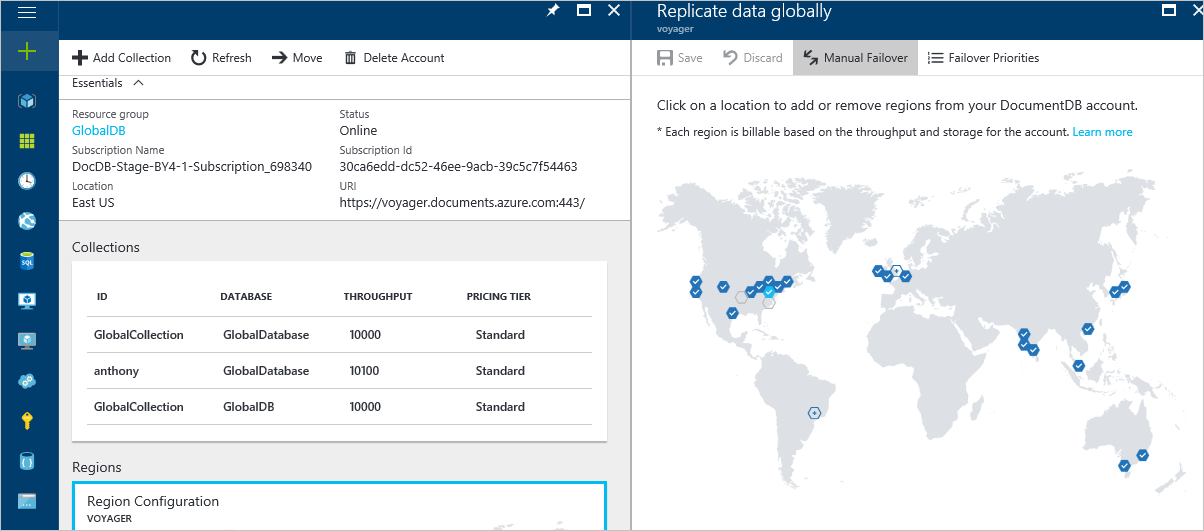 Replicate data globally
voyager
Add Collection Refresh Move Delete Account
Save Discard Manual Failover Failover Priorities
Essentials
Resource group Status
GlobalDB Online
Subscription Name Subscription Id
DocDB-Stage-BY4-1-Subscription_698340 30ca6edd-dc52-46ee-9acb-39c5c7f54463
Location URI
East US https://voyager.documents.azure.com:443/
Collections
ID DATABASE THROUGHPUT PRICING TIER
GlobalCollection GlobalDatabase 10000 Standard
anthony GlobalDatabase 10100 Standard
GlobalCollection GlobalDB 10000 Standard
Regions
Region Configuration
VOYAGER
Click on a location to add or remove regions from your DocumentDB account.
* Each region is billable based on the throughput and storage for the account. Learn more
SQL